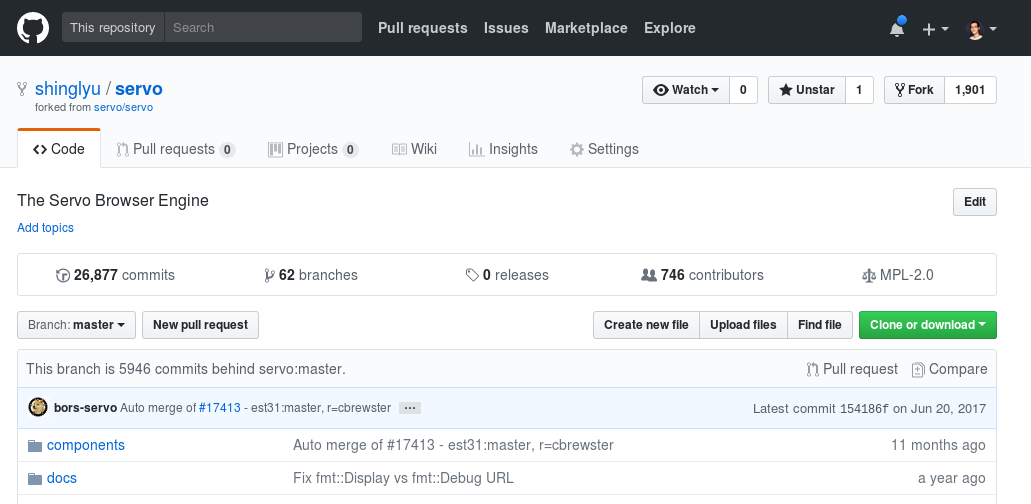 This repository Search Pull requests Issues Marketplace Explore
shinglyu / servo Watch 0 Unstar 1 Fork 1,901
forked from servo/servo
Code Pull requests 0 Projects 0 Wiki Insights Settings
The Servo Browser Engine Edit
Add topics
26,877 commits 62 branches 0 releases 746 contributors MPL-2.0
Branch: master New pull request Create new file Upload files Find file Clone or download
This branch is 5946 commits behind servo:master. Pull request Compare
bors-servo Auto merge of #17413 - est31:master, r=cbrewster ... Latest commit 154186f on Jun 20, 2017
components Auto merge of #17413 - est31:master, r=cbrewster 11 months ago
docs Fix fmt::Display vs fmt::Debug URL a year ago